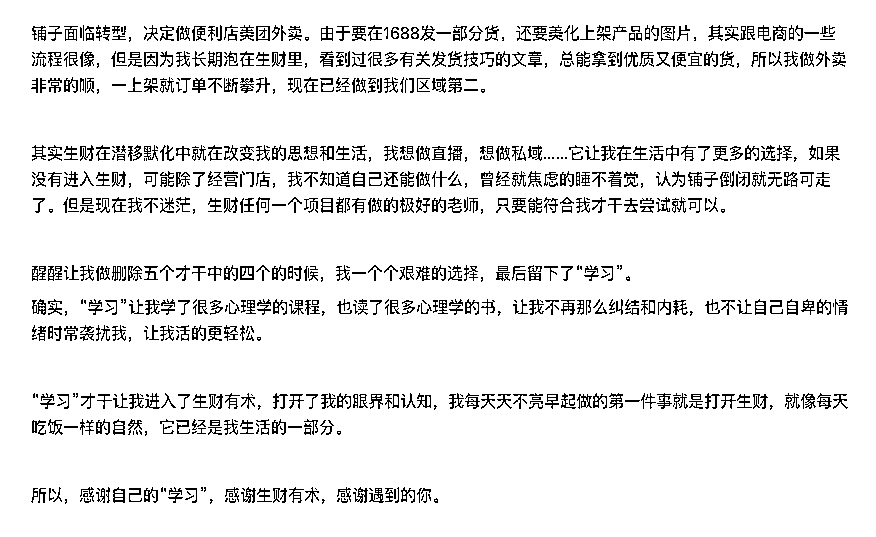 铺子面临转型，决定做便利店美团外卖。由于要在1688发一部分货，还要美化上架产品的图片，其实跟电商的一些
流程很像，但是因为我长期泡在生财里，看到过很多有关发货技巧的文章，总能拿到优质又便宜的货，所以我做外卖
非常的顺，一上架就订单不断攀升，现在已经做到我们区域第二。
其实生财在潜移默化中就在改变我的思想和生活，我想做直播，想做私域……它让我在生活中有了更多的选择，如果
没有进入生财，可能除了经营门店，我不知道自己还能做什么，曾经就焦虑的睡不着觉，认为铺子倒闭就无路可走
了。但是现在我不迷茫，生财任何一个项目都有做的极好的老师，只要能符合我才干去尝试就可以。
醒醒让我做删除五个才干中的四个的时候，我一个个艰难的选择，最后留下了“学习”。
确实，“学习”让我学了很多心理学的课程，也读了很多心理学的书，让我不再那么纠结和内耗，也不让自己自卑的情
绪时常袭扰我，让我活的更轻松。
“学习”才干让我进入了生财有术，打开了我的眼界和认知，我每天天不亮早起做的第一件事就是打开生财，就像每天
吃饭一样的自然，它已经是我生活的一部分。
所以，感谢自己的“学习”，感谢生财有术，感谢遇到的你。